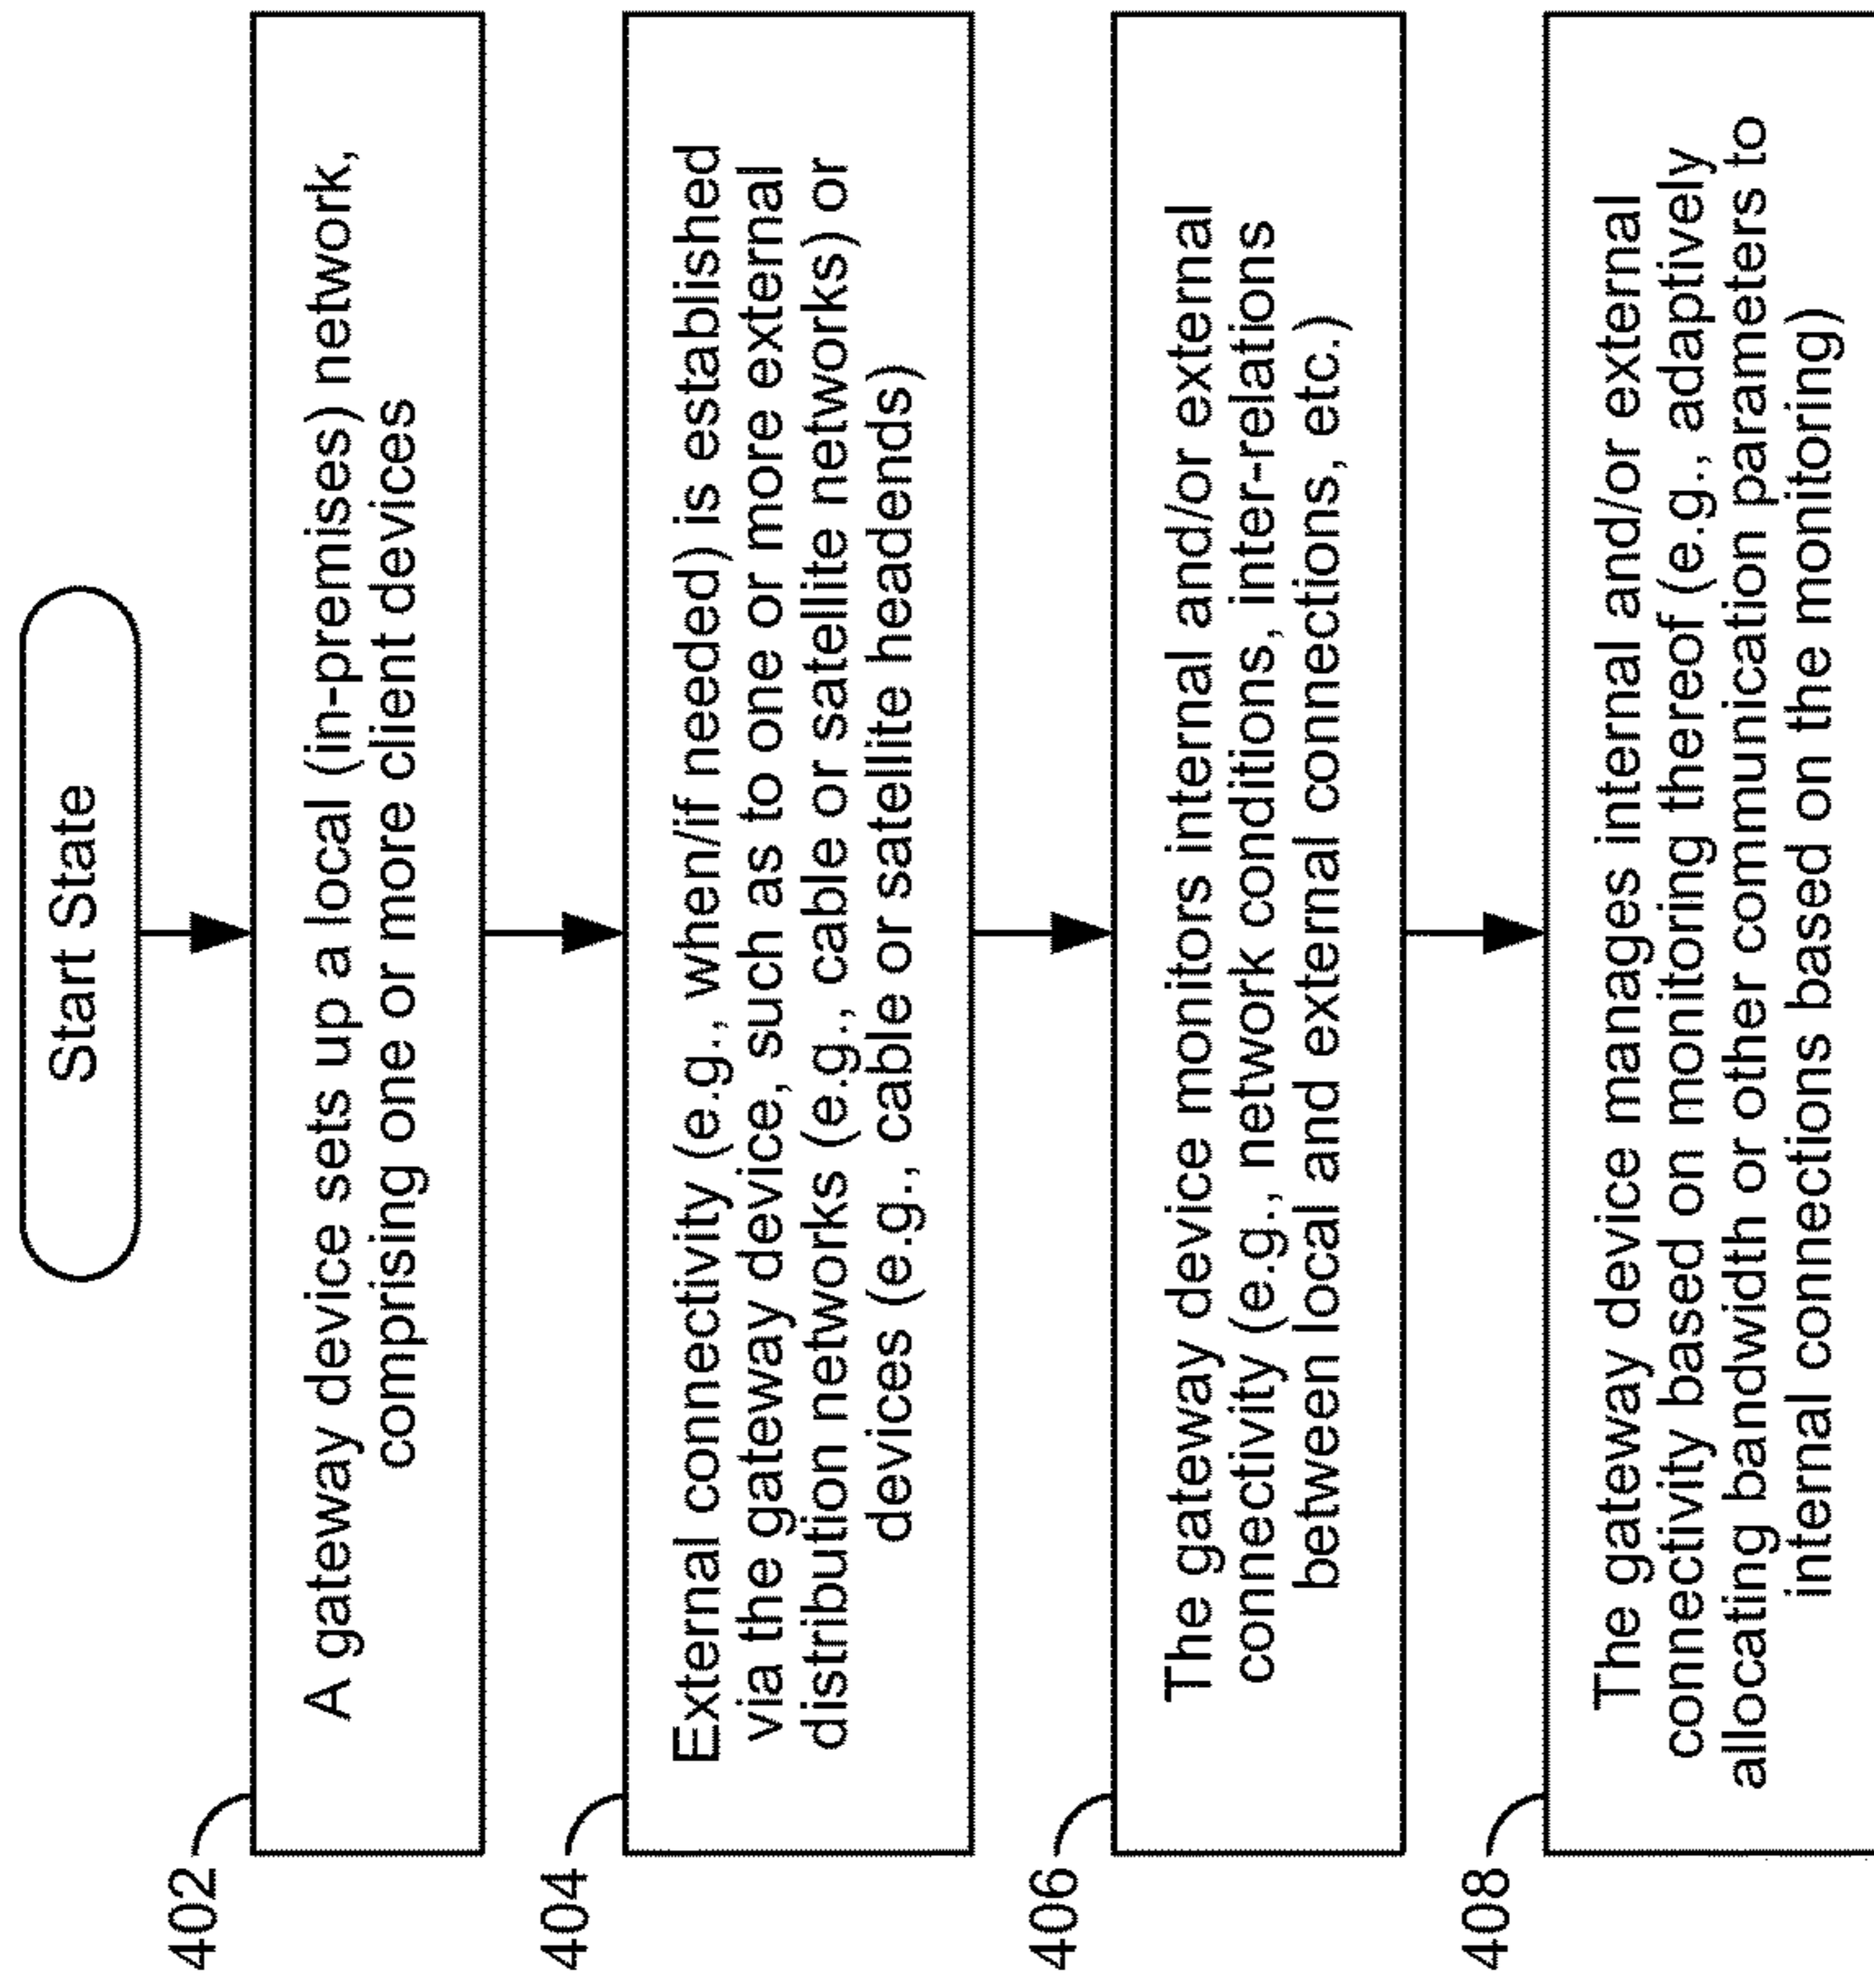 Start State
402
A gateway device sets up a local (in-premises) network,
comprising one or more client devices
404
External connectivity (e.g., when/if needed) is established
via the gateway device, such as to one or more external
distribution networks (e.g., cable or satellite networks) or
devices (e.g., cable or satellite headends)
406
The gateway device monitors internal and/or external
connectivity (e.g., network conditions, inter-relations
between local and external connections, etc.)
408
The gateway device manages internal and/or external
connectivity based on monitoring thereof (e.g., adaptively
allocating bandwidth or other communication parameters to
internal connections based on the monitoring)